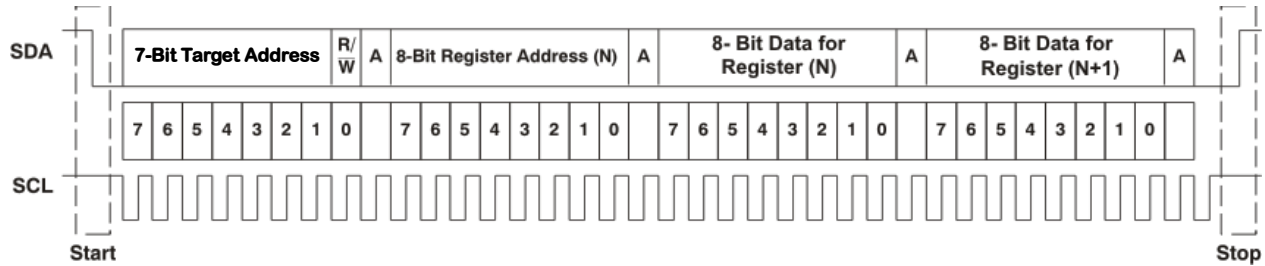 SDA
7-Bit Target Address
R/
W
A
8-Bit Register Address (N)
A
8- Bit Data for
Register (N)
A
8- Bit Data for
Register (N+1)
A
7 6 5 4 3 2 1 0 7 6 5 4 3 2 1 0 7 6 5 4 3 2 1 0 7 6 5 4 3 2 1 0
SCL
Start
Stop